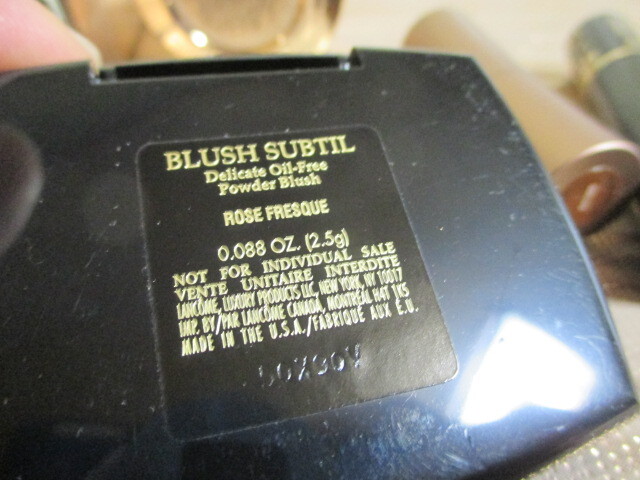 BLUSH SUBTIL
Delicate Oil-Free
Powder Blush
ROSE FRESQUE
0.088 OZ. (2.5g)
NOT FOR INDIVIDUAL SALE
VENTE UNITAIRE INTERDITE
LANCÔME, LUXURY PRODUCTS LLC, NEW YORK, NY 10017
IMP. BY/PAR LANCÔME CANADA, MONTRÉAL H4T 1K5
MADE IN THE U.S.A./FABRIQUÉ AUX É.U.